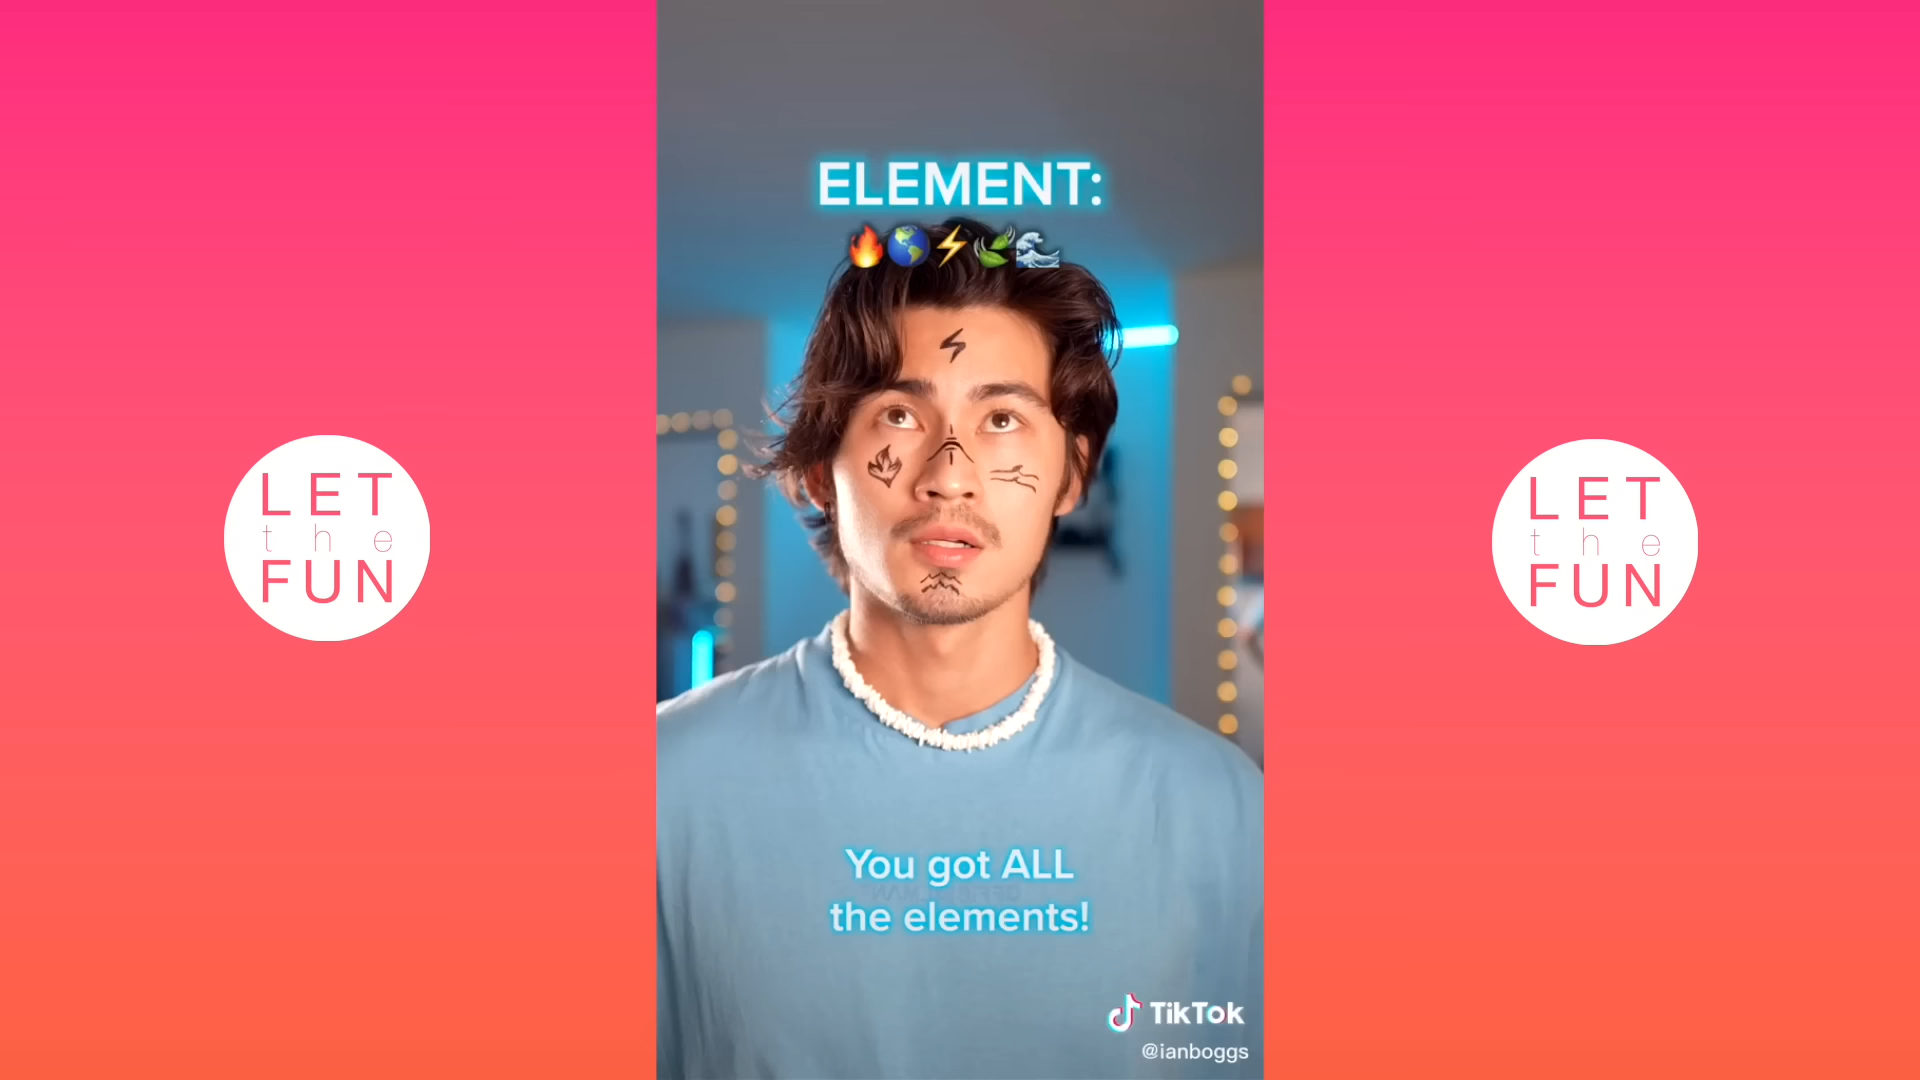 ELEMENT:
LET
the
FUN
LET
the
FUN
You got ALL
the elements!
TikTok
@ianboggs